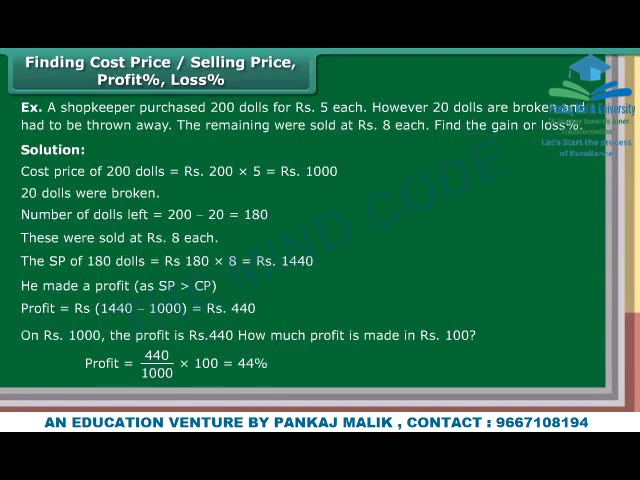 Finding Cost Price / Selling Price,
Profit%, Loss%
Ex. A shopkeeper purchased 200 dolls for Rs. 5 each. However 20 dolls are broken and
had to be thrown away. The remaining were sold at Rs. 8 each. Find the gain or loss%.
Solution:
Cost price of 200 dolls = Rs. 200 × 5 = Rs. 1000
20 dolls were broken.
Number of dolls left = 200 – 20 = 180
These were sold at Rs. 8 each.
The SP of 180 dolls = Rs 180 × 8 = Rs. 1440
He made a profit (as SP > CP)
Profit = Rs (1440 – 1000) = Rs. 440
On Rs. 1000, the profit is Rs.440 How much profit is made in Rs. 100?
Profit = 440/1000 × 100 = 44%
Let's Start the process
of Excellence
MIND CODE
AN EDUCATION VENTURE BY PANKAJ MALIK , CONTACT : 9667108194